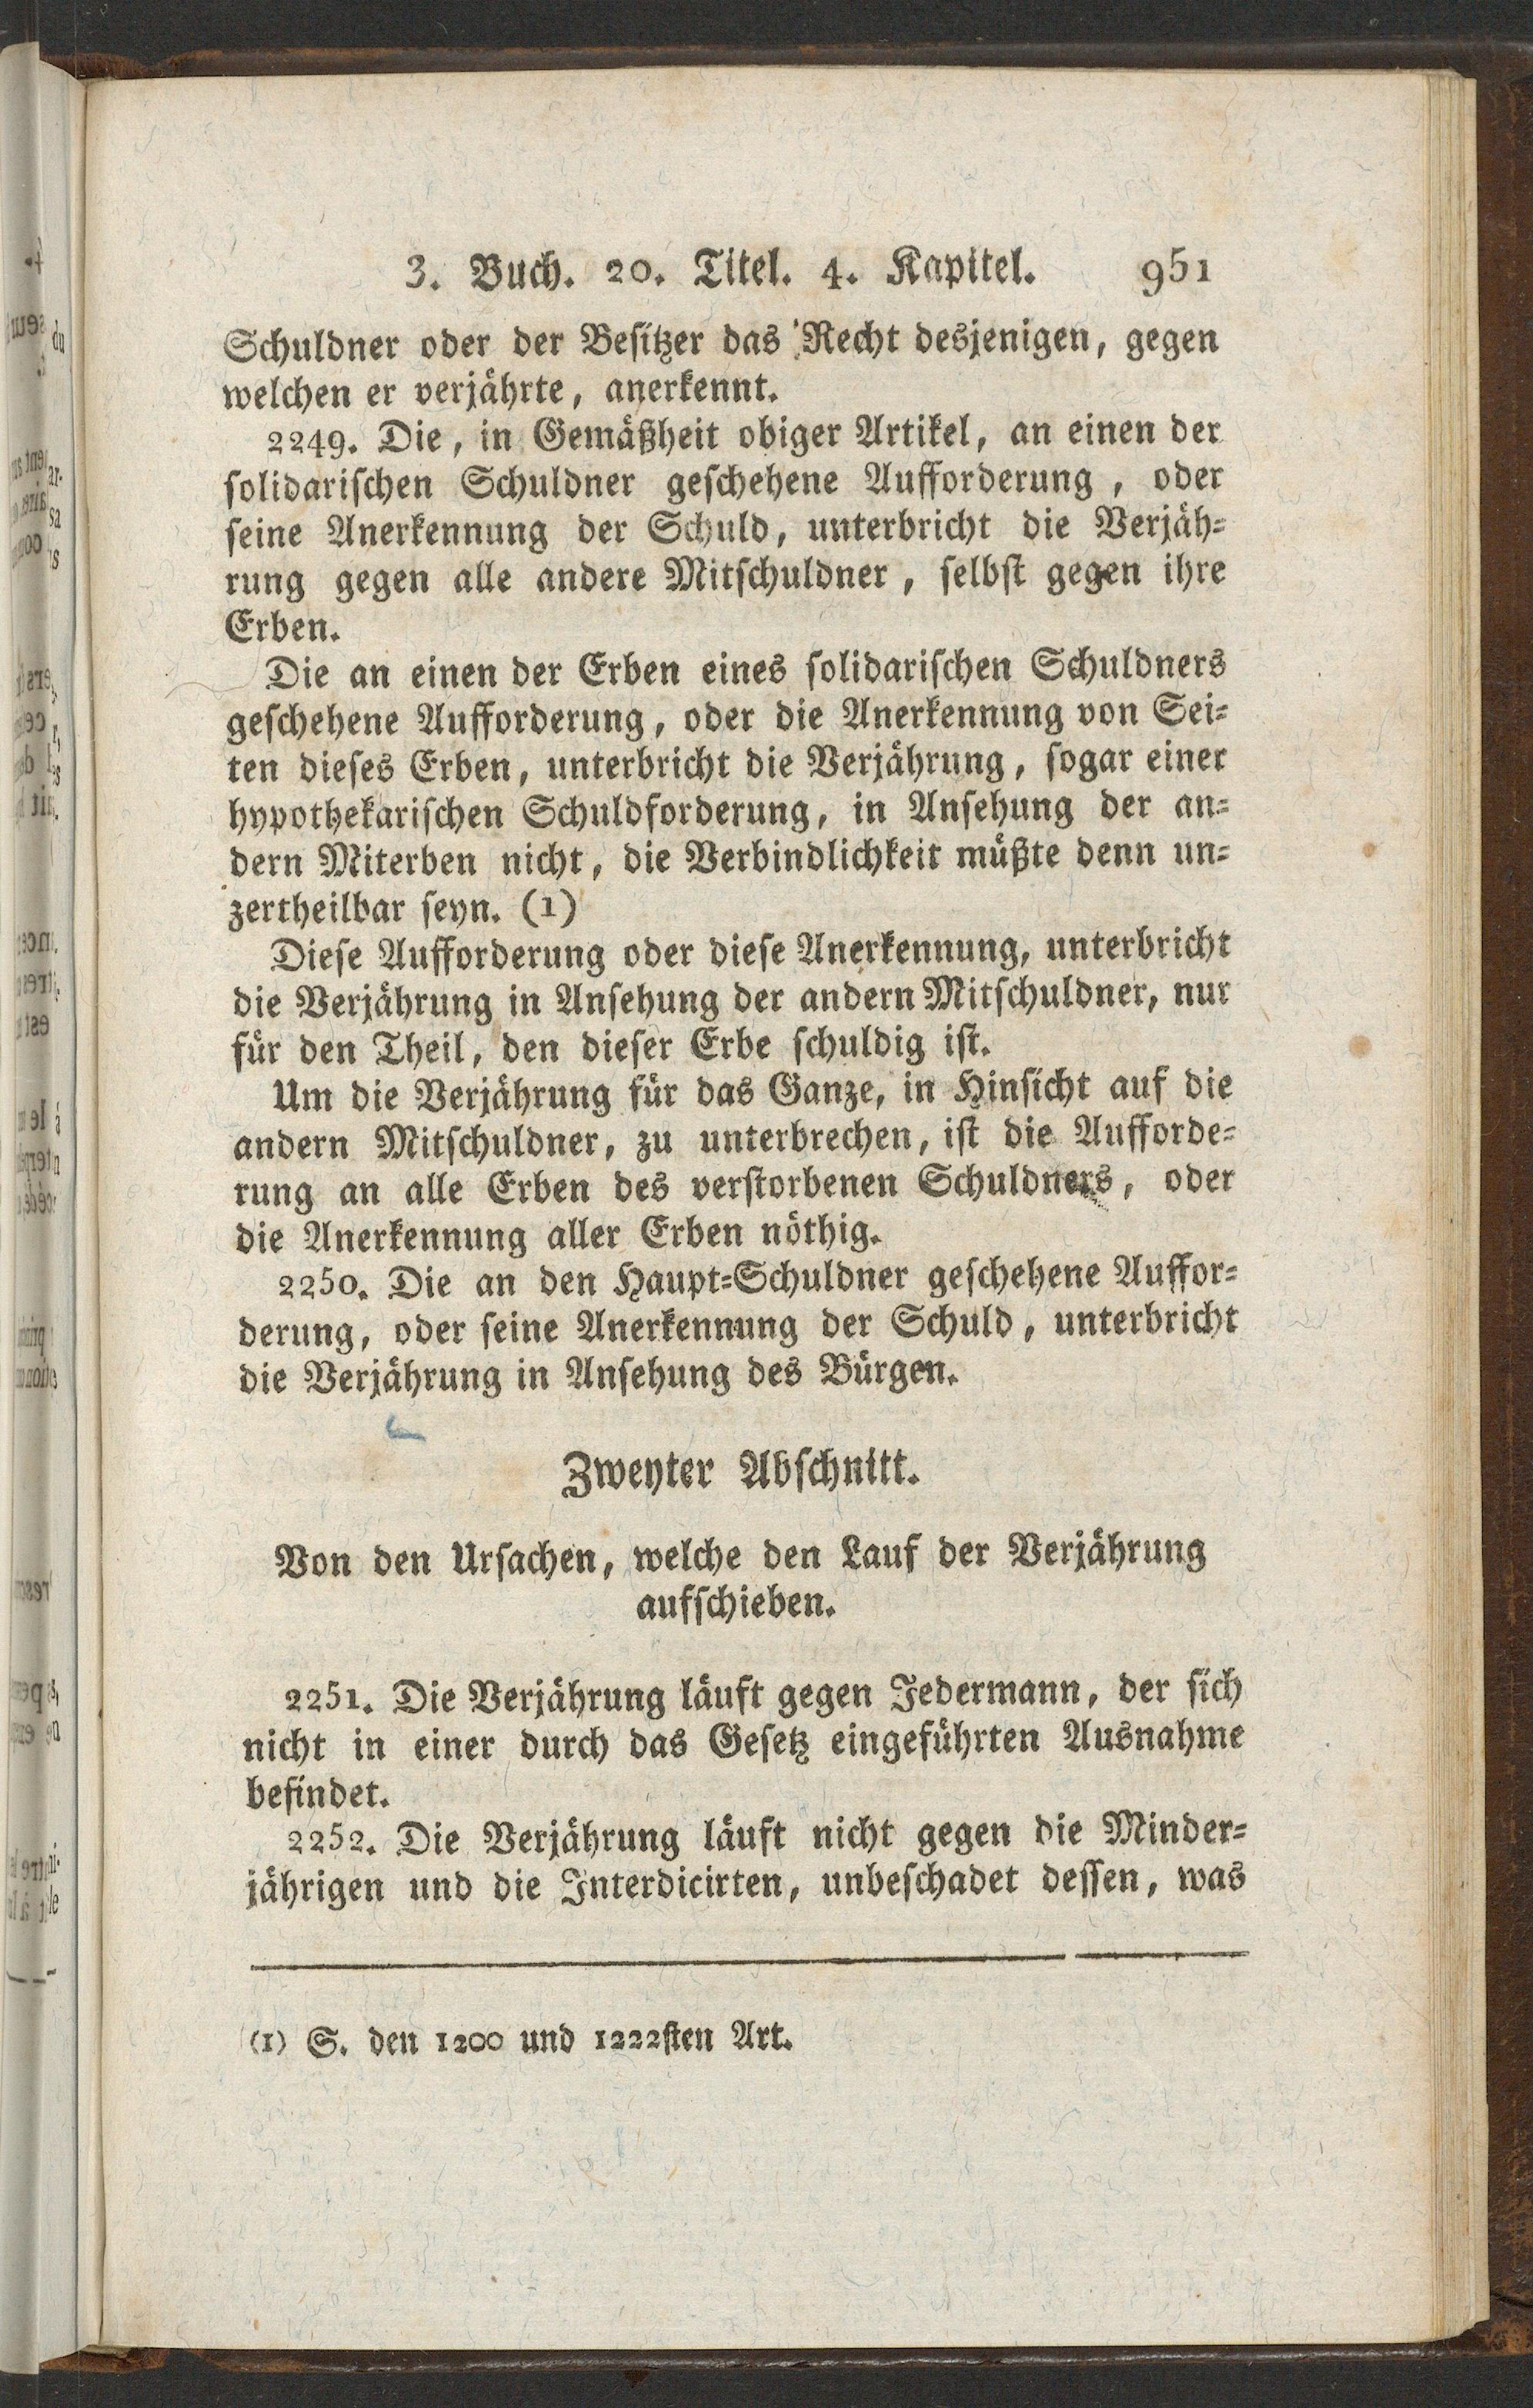 3. Buch. 20. Titel. 4. Kapitel. 951
Schuldner oder der Besitzer das Recht desjenigen, gegen
welchen er verjährte, anerkennt.
2249. Die, in Gemäßheit obiger Artikel, an einen der
solidarischen Schuldner geschehene Aufforderung, oder
seine Anerkennung der Schuld, unterbricht die Verjäh=
rung gegen alle andere Mitschuldner, selbst gegen ihre
Erben.
Die an einen der Erben eines solidarischen Schuldners
geschehene Aufforderung, oder die Anerkennung von Sei=
ten dieses Erben, unterbricht die Verjährung, sogar einer
hypothekarischen Schuldforderung, in Ansehung der an=
dern Miterben nicht, die Verbindlichkeit müßte denn un=
zertheilbar seyn. (1)
Diese Aufforderung oder diese Anerkennung, unterbricht
die Verjährung in Ansehung der andern Mitschuldner, nur
für den Theil, den dieser Erbe schuldig ist.
Um die Verjährung für das Ganze, in Hinsicht auf die
andern Mitschuldner, zu unterbrechen, ist die Aufforde=
rung an alle Erben des verstorbenen Schuldners, oder
die Anerkennung aller Erben nöthig.
2250. Die an den Haupt=Schuldner geschehene Auffor=
derung, oder seine Anerkennung der Schuld, unterbricht
die Verjährung in Ansehung des Bürgen.
Zweyter Abschnitt.
Von den Ursachen, welche den Lauf der Verjährung
aufschieben.
2251. Die Verjährung läuft gegen Jedermann, der sich
nicht in einer durch das Gesetz eingeführten Ausnahme
befindet.
2252. Die Verjährung läuft nicht gegen die Minder=
jährigen und die Interdicirten, unbeschadet dessen, was
(1) S. den 1200 und 1222sten Art.